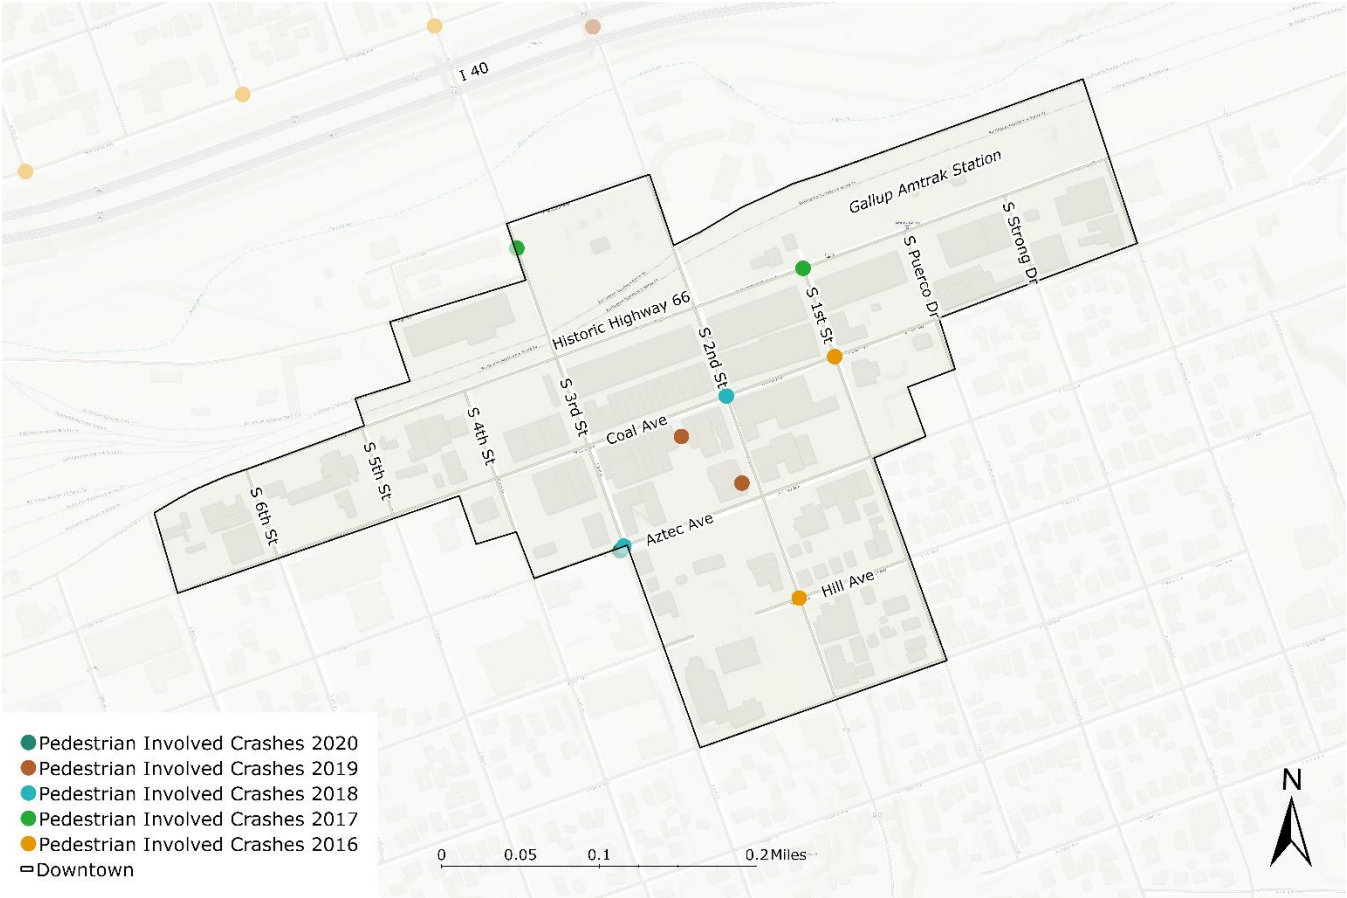 I 40
Gallup Amtrak Station
S Strong Dr
S Puerco Dr
S 1st St
Historic Highway 66
S 2nd St
S 3rd St
Coal Ave
S 4th St
S 5th St
S 6th St
Aztec Ave
Hill Ave
Pedestrian Involved Crashes 2020
Pedestrian Involved Crashes 2019
Pedestrian Involved Crashes 2018
Pedestrian Involved Crashes 2017
Pedestrian Involved Crashes 2016
Downtown
0 0.05 0.1 0.2Miles
N